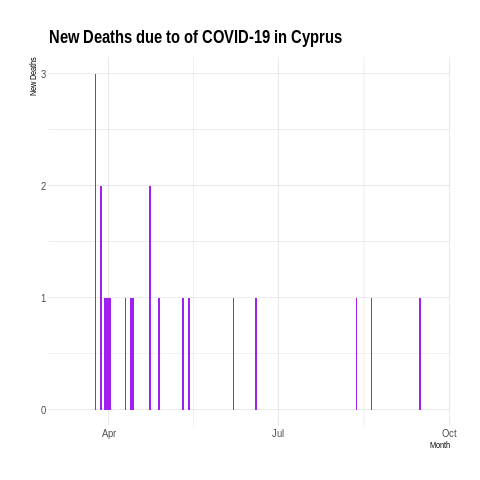 New Deaths due to of COVID-19 in Cyprus
New Deaths
3
2
1
0
Apr
Jul
Oct
Month